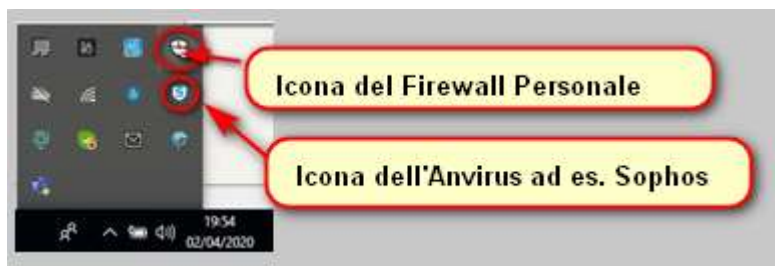 Icona del Firewall Personale
Icona dell'Anvirus ad es. Sophos
19:54
02/04/2020